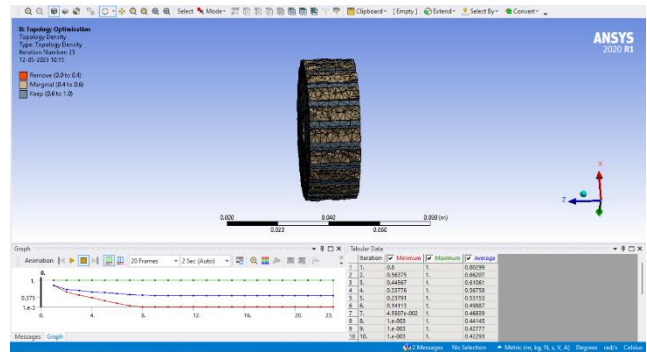 Select Mode Clipboard [Empty] Extend Select By Convert
B: Topology Optimization
Topology Density
Type: Topology Density
Iteration Number: 23
12-05-2023 10:15
Remove (0.0 to 0.4)
Marginal (0.4 to 0.6)
Keep (0.6 to 1.0)
ANSYS
2020 R1
X
Z
0.000 0.040 0.080 (m)
0.020 0.060
Graph
Animation 20 Frames 2 Sec (Auto)
0.
1.
0.375
1.e-3
0. 4. 8. 12. 16. 20. 23.
Messages Graph
Tabular Data
Iteration Minimum Maximum Average
1 1. 0.8 1. 0.80299
2 2. 0.56375 1. 0.66207
3 3. 0.44567 1. 0.61061
4 4. 0.33776 1. 0.56758
5 5. 0.23791 1. 0.53153
6 6. 0.14113 1. 0.49887
7 7. 4.5507e-002 1. 0.46839
8 8. 1.e-003 1. 0.44143
9 9. 1.e-003 1. 0.42777
10 10. 1.e-003 1. 0.42293
2 Messages No Selection Metric (m, kg, N, s, V, A) Degrees rad/s Celsius